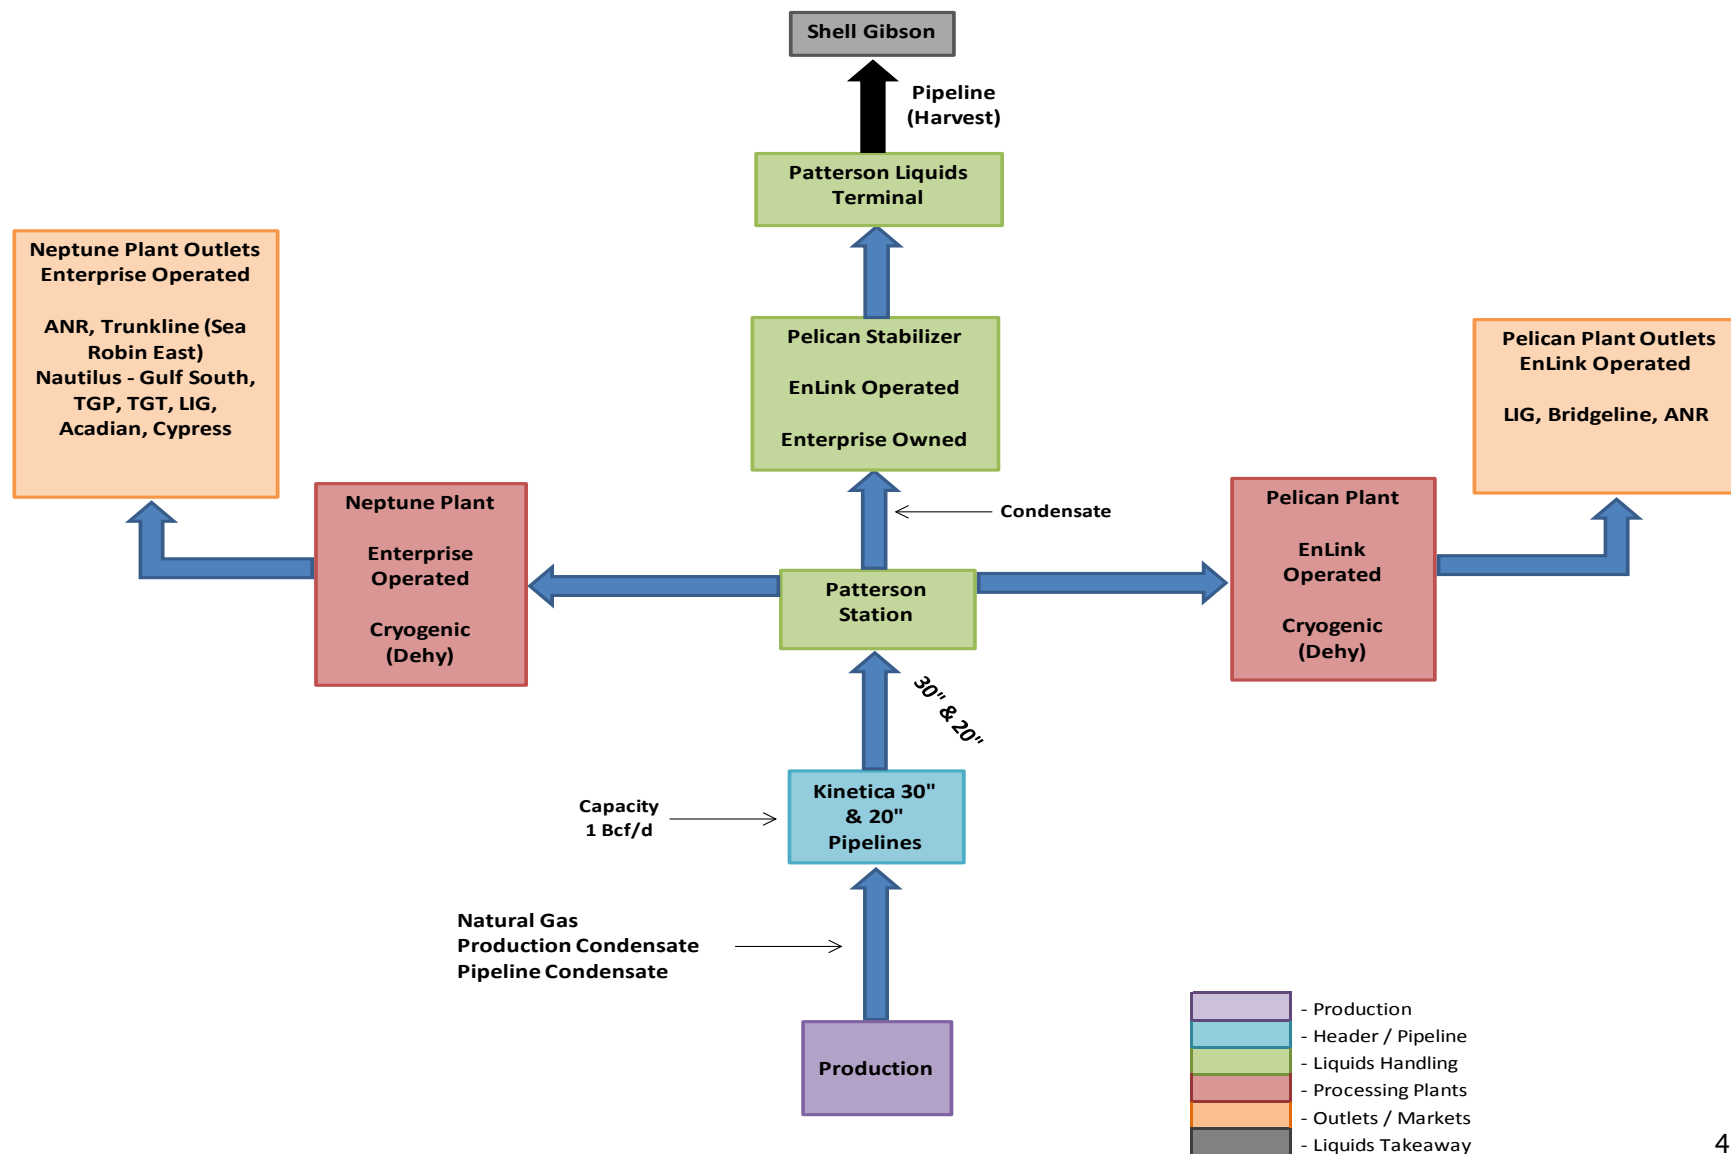 Shell Gibson
Pipeline
(Harvest)
Patterson Liquids
Terminal
Neptune Plant Outlets
Enterprise Operated
ANR, Trunkline (Sea
Robin East)
Nautilus - Gulf South,
TGP, TGT, LIG,
Acadian, Cypress
Pelican Stabilizer
EnLink Operated
Enterprise Owned
Pelican Plant Outlets
EnLink Operated
LIG, Bridgeline, ANR
Neptune Plant
Enterprise
Operated
Cryogenic
(Dehy)
Condensate
Pelican Plant
EnLink
Operated
Cryogenic
(Dehy)
Patterson
Station
30" & 20"
Kinetica 30"
& 20"
Pipelines
Capacity
1 Bcf/d
Natural Gas
Production Condensate
Pipeline Condensate
Production
- Production
- Header / Pipeline
- Liquids Handling
- Processing Plants
- Outlets / Markets
- Liquids Takeaway
4